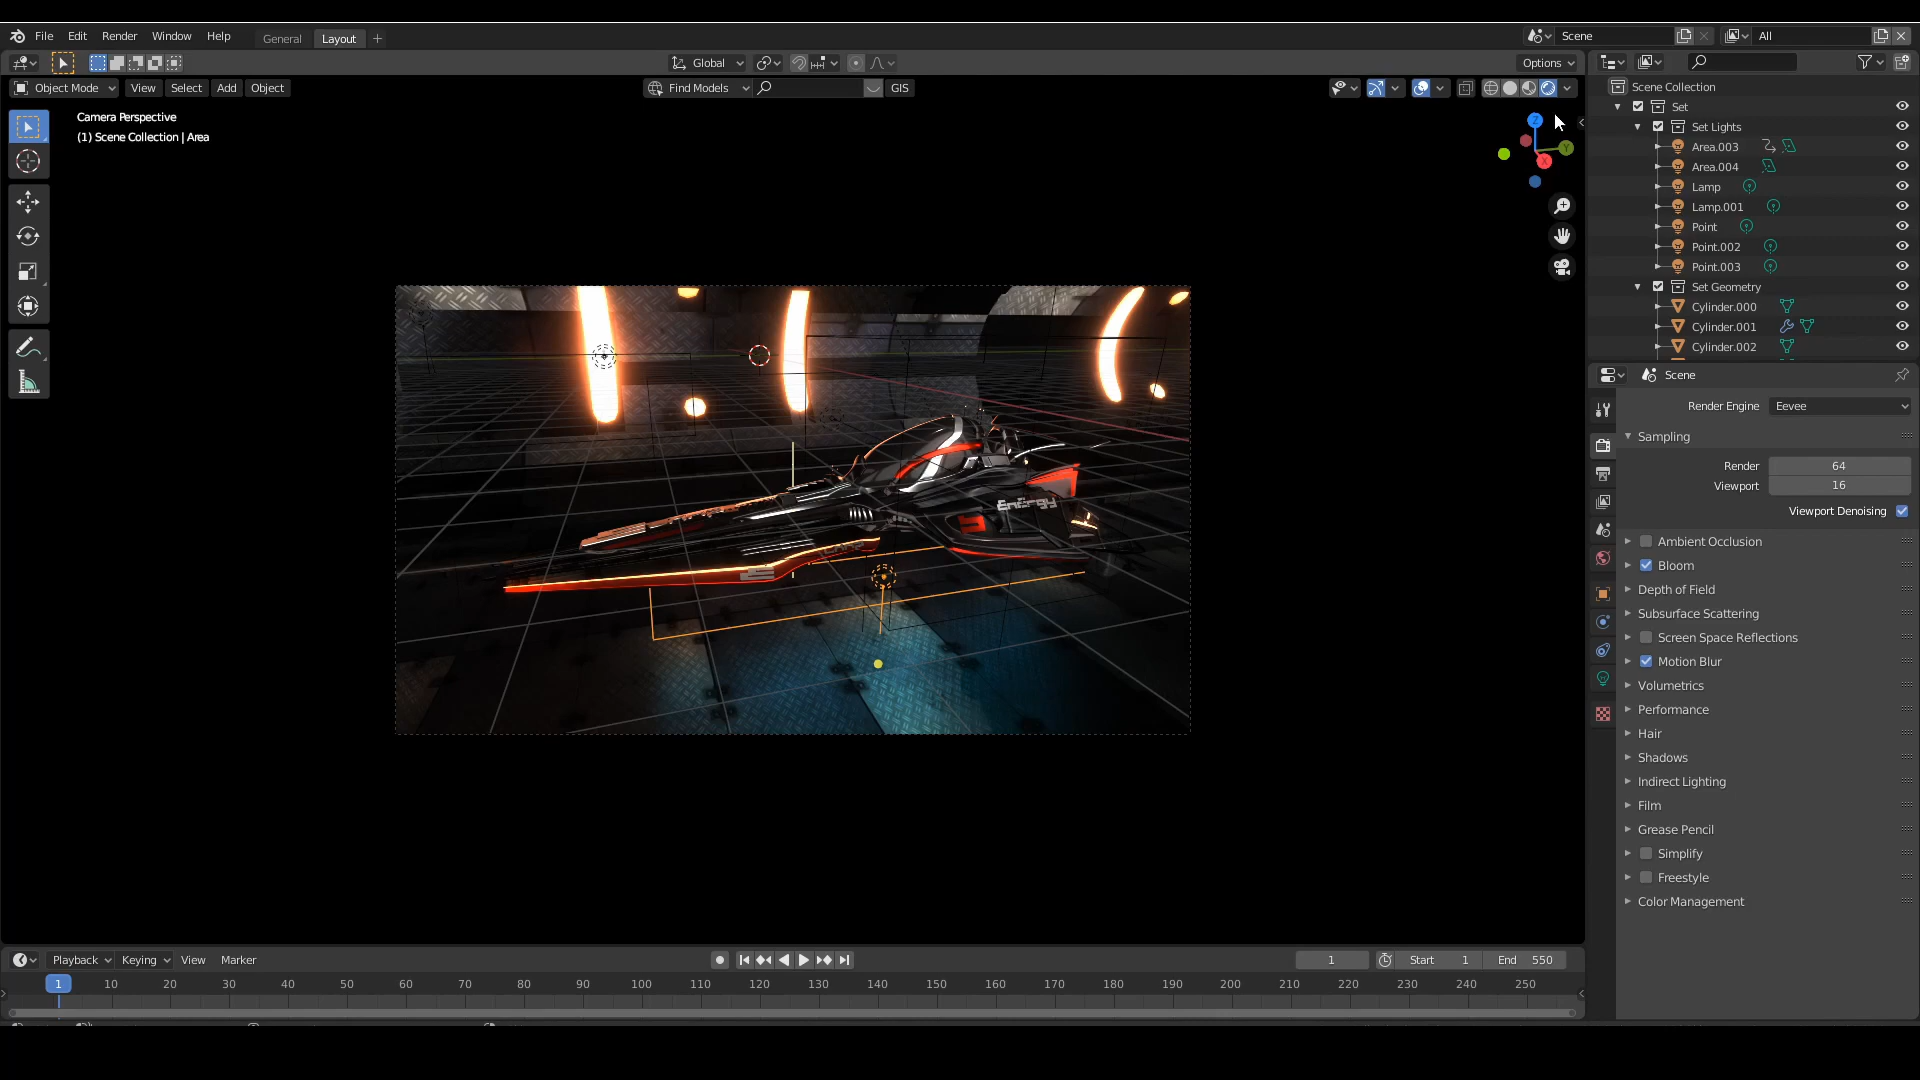 File Edit Render Window Help General Layout + Scene All
Global Options
Object Mode View Select Add Object Find Models GIS
Camera Perspective
(1) Scene Collection | Area
Z
Y
X
EnErgy
Scene Collection
Set
Set Lights
Area.003
Area.004
Lamp
Lamp.001
Point
Point.002
Point.003
Set Geometry
Cylinder.000
Cylinder.001
Cylinder.002
Scene
Render Engine Eevee
Sampling
Render 64
Viewport 16
Viewport Denoising
Ambient Occlusion
Bloom
Depth of Field
Subsurface Scattering
Screen Space Reflections
Motion Blur
Volumetrics
Performance
Hair
Shadows
Indirect Lighting
Film
Grease Pencil
Simplify
Freestyle
Color Management
Playback Keying View Marker 1 Start 1 End 550
1 10 20 30 40 50 60 70 80 90 100 110 120 130 140 150 160 170 180 190 200 210 220 230 240 250